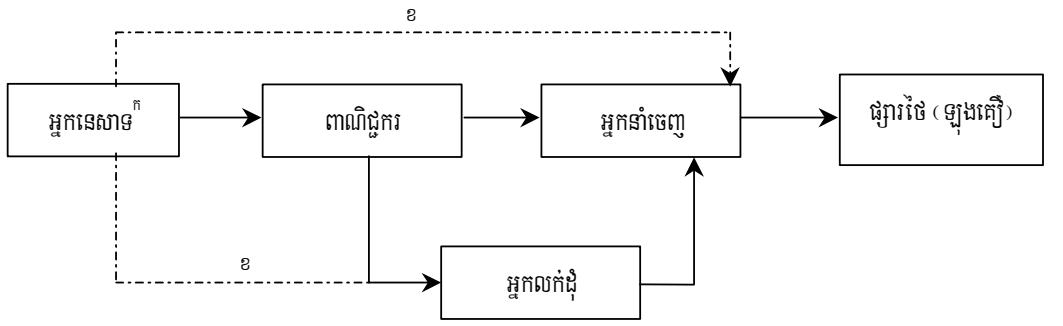 ខ
អ្នកនេសាទក
ពាណិជ្ជករ
អ្នកនាំចេញ
ផ្សារថៃ (ឡុងគឿ)
ខ
អ្នកលក់ដុំ